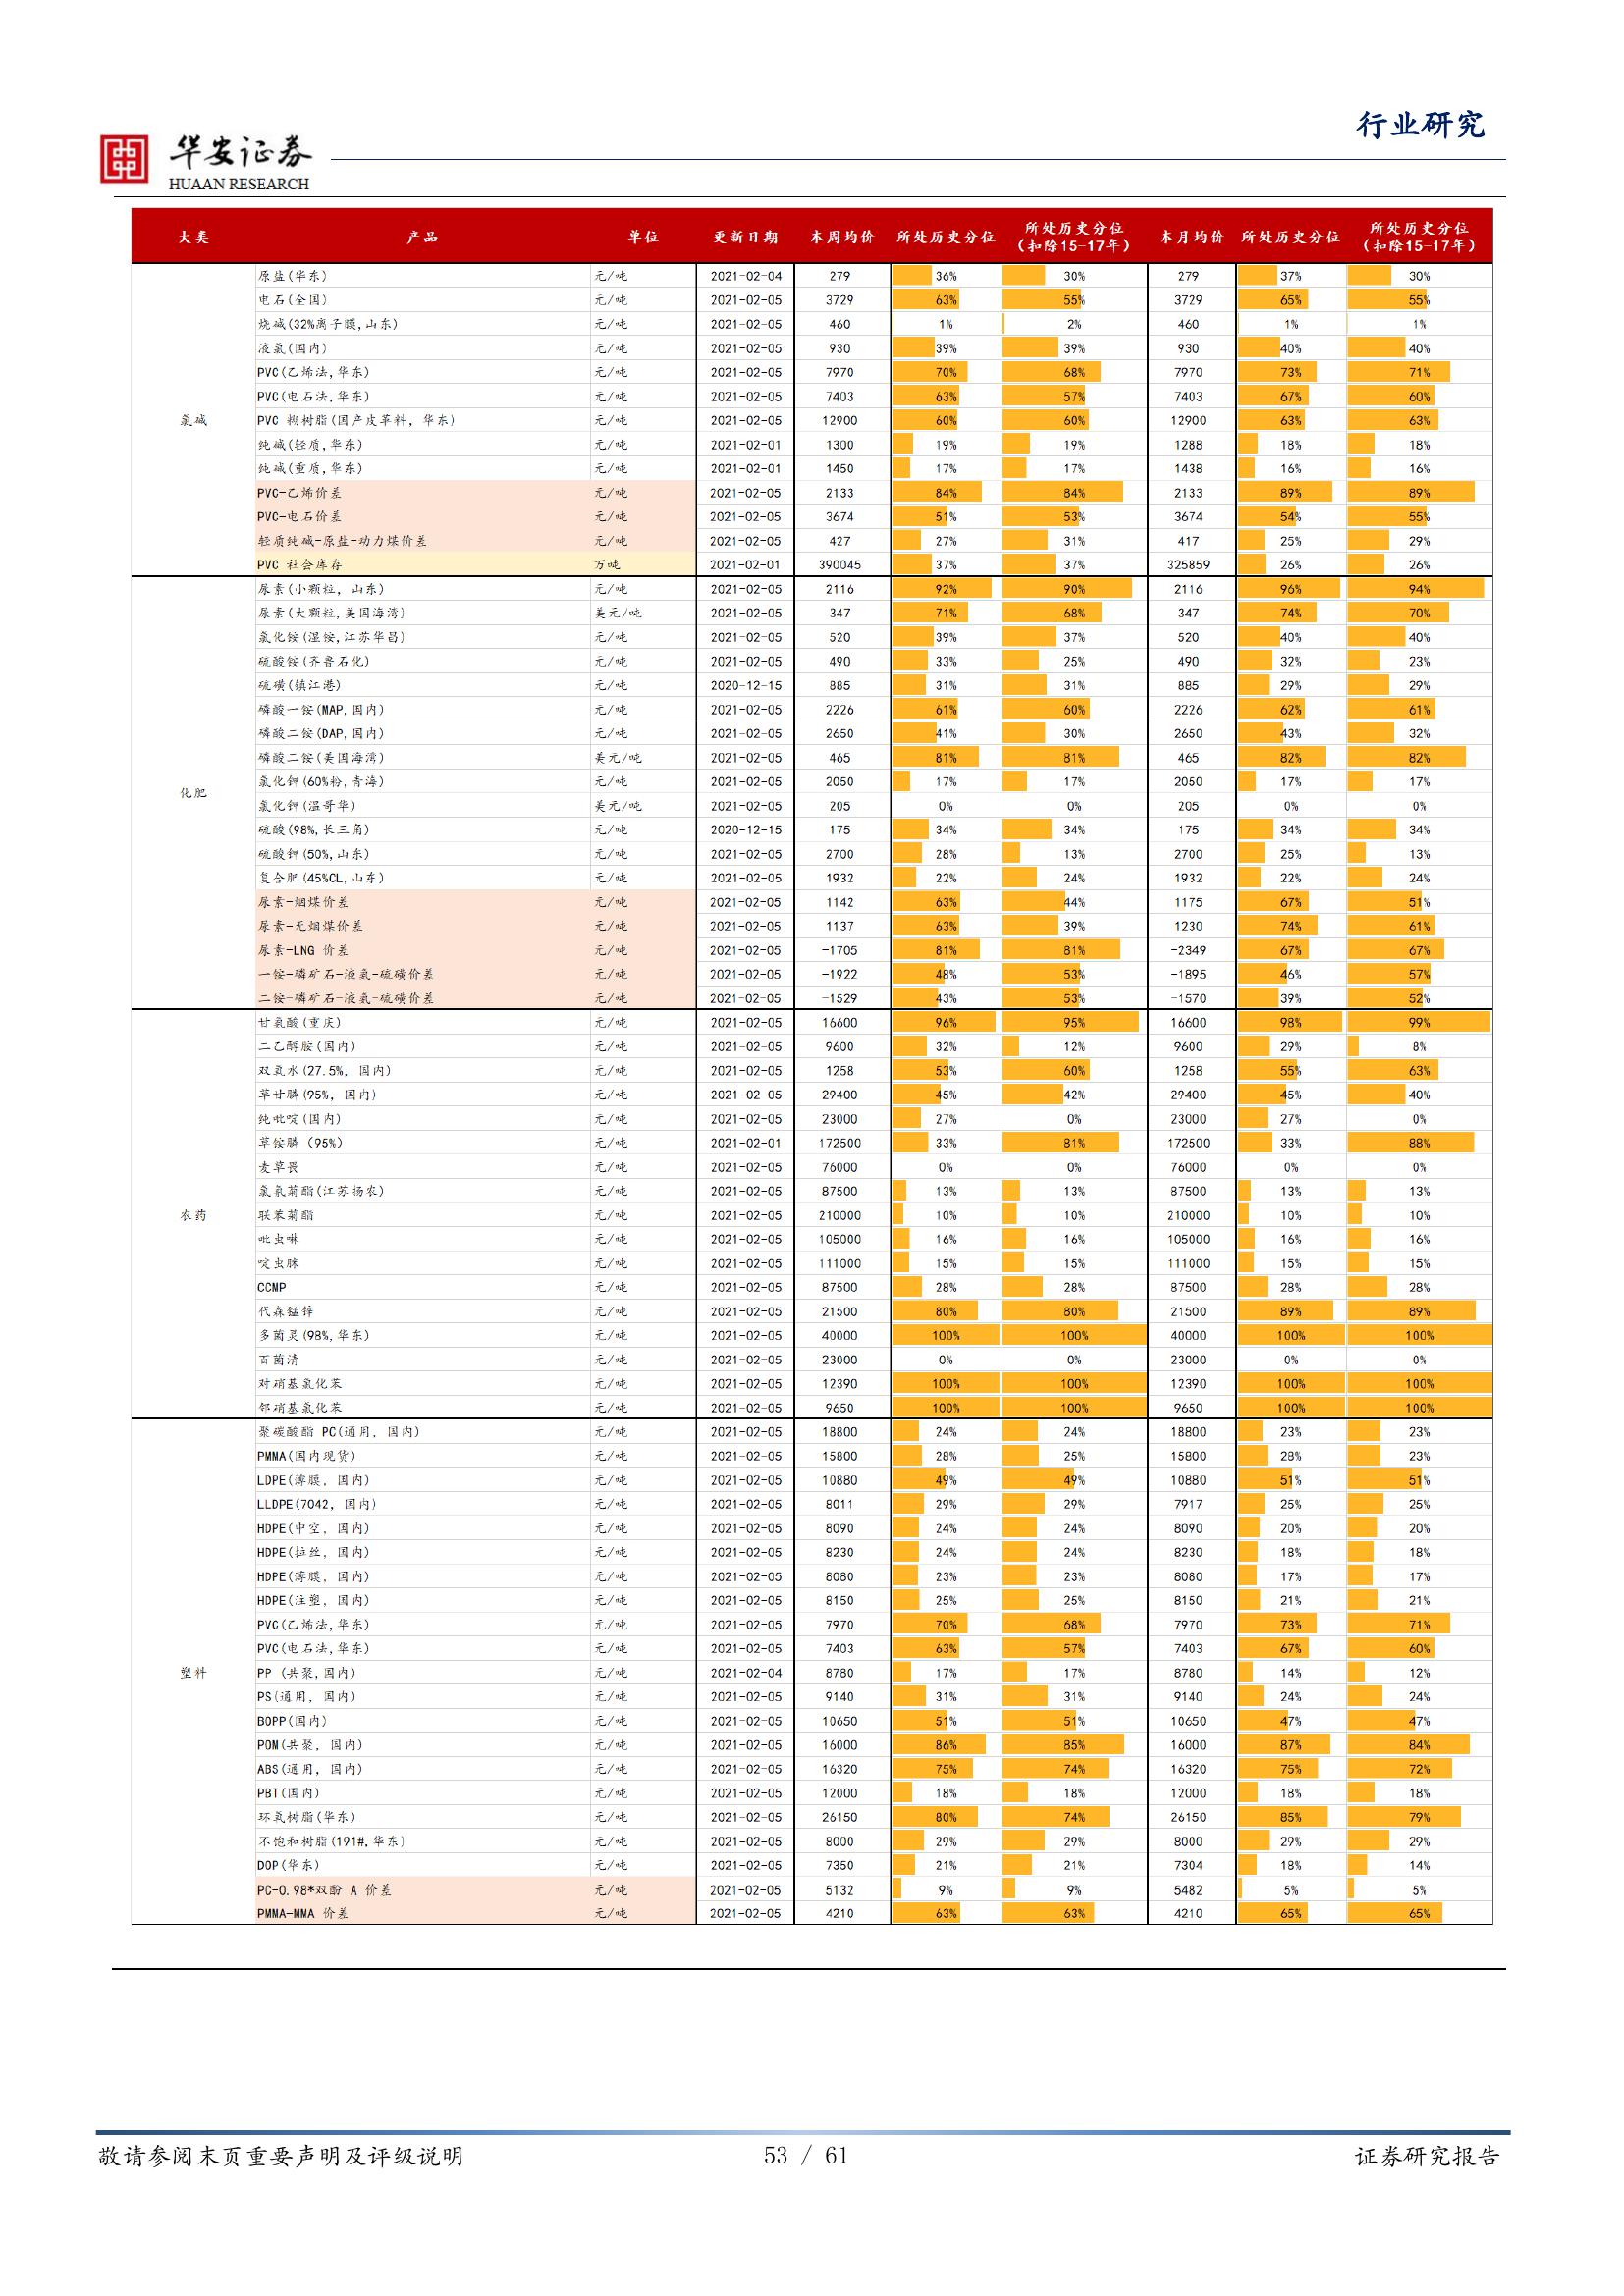 行业研究
华安证券
HUAAN RESEARCH
大类 产品 单位 更新日期 本周均价 所处历史分位 所处历史分位（扣除15-17年） 本月均价 所处历史分位 所处历史分位（扣除15-17年）
氯碱
原盐(华东) 元/吨 2021-02-04 279 36% 30% 279 37% 30%
电石(全国) 元/吨 2021-02-05 3729 63% 55% 3729 65% 55%
烧碱(32%离子膜,山东) 元/吨 2021-02-05 460 1% 2% 460 1% 1%
液氯(国内) 元/吨 2021-02-05 930 39% 39% 930 40% 40%
PVC(乙烯法,华东) 元/吨 2021-02-05 7970 70% 68% 7970 73% 71%
PVC(电石法,华东) 元/吨 2021-02-05 7403 63% 57% 7403 67% 60%
PVC 糊树脂(国产皮革料, 华东) 元/吨 2021-02-05 12900 60% 60% 12900 63% 63%
纯碱(轻质,华东) 元/吨 2021-02-01 1300 19% 19% 1288 18% 18%
纯碱(重质,华东) 元/吨 2021-02-01 1450 17% 17% 1438 16% 16%
PVC-乙烯价差 元/吨 2021-02-05 2133 84% 84% 2133 89% 89%
PVC-电石价差 元/吨 2021-02-05 3674 51% 53% 3674 54% 55%
轻质纯碱-原盐-动力煤价差 元/吨 2021-02-05 427 27% 31% 417 25% 29%
PVC 社会库存 万吨 2021-02-01 390045 37% 37% 325859 26% 26%
化肥
尿素(小颗粒, 山东) 元/吨 2021-02-05 2116 92% 90% 2116 96% 94%
尿素(大颗粒,美国海湾) 美元/吨 2021-02-05 347 71% 68% 347 74% 70%
氯化铵(湿铵,江苏华昌) 元/吨 2021-02-05 520 39% 37% 520 40% 40%
硫酸铵(齐鲁石化) 元/吨 2021-02-05 490 33% 25% 490 32% 23%
硫磺(镇江港) 元/吨 2020-12-15 885 31% 31% 885 29% 29%
磷酸一铵(MAP,国内) 元/吨 2021-02-05 2226 61% 60% 2226 62% 61%
磷酸二铵(DAP,国内) 元/吨 2021-02-05 2650 41% 30% 2650 43% 32%
磷酸二铵(美国海湾) 美元/吨 2021-02-05 465 81% 81% 465 82% 82%
氯化钾(60%粉,青海) 元/吨 2021-02-05 2050 17% 17% 2050 17% 17%
氯化钾(温哥华) 美元/吨 2021-02-05 205 0% 0% 205 0% 0%
硫酸(98%,长三角) 元/吨 2020-12-15 175 34% 34% 175 34% 34%
硫酸钾(50%,山东) 元/吨 2021-02-05 2700 28% 13% 2700 25% 13%
复合肥(45%CL,山东) 元/吨 2021-02-05 1932 22% 24% 1932 22% 24%
尿素-烟煤价差 元/吨 2021-02-05 1142 63% 44% 1175 67% 51%
尿素-无烟煤价差 元/吨 2021-02-05 1137 63% 39% 1230 74% 61%
尿素-LNG 价差 元/吨 2021-02-05 -1705 81% 81% -2349 67% 67%
一铵-磷矿石-液氨-硫磺价差 元/吨 2021-02-05 -1922 48% 53% -1895 46% 57%
二铵-磷矿石-液氨-硫磺价差 元/吨 2021-02-05 -1529 43% 53% -1570 39% 52%
农药
甘氨酸(重庆) 元/吨 2021-02-05 16600 96% 95% 16600 98% 99%
二乙醇胺(国内) 元/吨 2021-02-05 9600 32% 12% 9600 29% 8%
双氧水(27.5%, 国内) 元/吨 2021-02-05 1258 53% 60% 1258 55% 63%
草甘膦(95%, 国内) 元/吨 2021-02-05 29400 45% 42% 29400 45% 40%
纯吡啶(国内) 元/吨 2021-02-05 23000 27% 0% 23000 27% 0%
草铵膦 (95%) 元/吨 2021-02-01 172500 33% 81% 172500 33% 88%
麦草畏 元/吨 2021-02-05 76000 0% 0% 76000 0% 0%
氯氰菊酯(江苏扬农) 元/吨 2021-02-05 87500 13% 13% 87500 13% 13%
联苯菊酯 元/吨 2021-02-05 210000 10% 10% 210000 10% 10%
吡虫啉 元/吨 2021-02-05 105000 16% 16% 105000 16% 16%
啶虫脒 元/吨 2021-02-05 111000 15% 15% 111000 15% 15%
CCMP 元/吨 2021-02-05 87500 28% 28% 87500 28% 28%
代森锰锌 元/吨 2021-02-05 21500 80% 80% 21500 89% 89%
多菌灵(98%,华东) 元/吨 2021-02-05 40000 100% 100% 40000 100% 100%
百菌清 元/吨 2021-02-05 23000 0% 0% 23000 0% 0%
对硝基氯化苯 元/吨 2021-02-05 12390 100% 100% 12390 100% 100%
邻硝基氯化苯 元/吨 2021-02-05 9650 100% 100% 9650 100% 100%
塑料
聚碳酸酯 PC(通用, 国内) 元/吨 2021-02-05 18800 24% 24% 18800 23% 23%
PMMA(国内现货) 元/吨 2021-02-05 15800 28% 25% 15800 28% 23%
LDPE(薄膜, 国内) 元/吨 2021-02-05 10880 49% 49% 10880 51% 51%
LLDPE(7042, 国内) 元/吨 2021-02-05 8011 29% 29% 7917 25% 25%
HDPE(中空, 国内) 元/吨 2021-02-05 8090 24% 24% 8090 20% 20%
HDPE(拉丝, 国内) 元/吨 2021-02-05 8230 24% 24% 8230 18% 18%
HDPE(薄膜, 国内) 元/吨 2021-02-05 8080 23% 23% 8080 17% 17%
HDPE(注塑, 国内) 元/吨 2021-02-05 8150 25% 25% 8150 21% 21%
PVC(乙烯法,华东) 元/吨 2021-02-05 7970 70% 68% 7970 73% 71%
PVC(电石法,华东) 元/吨 2021-02-05 7403 63% 57% 7403 67% 60%
PP (共聚,国内) 元/吨 2021-02-04 8780 17% 17% 8780 14% 12%
PS(通用, 国内) 元/吨 2021-02-05 9140 31% 31% 9140 24% 24%
BOPP(国内) 元/吨 2021-02-05 10650 51% 51% 10650 47% 47%
POM(共聚, 国内) 元/吨 2021-02-05 16000 86% 85% 16000 87% 84%
ABS(通用, 国内) 元/吨 2021-02-05 16320 75% 74% 16320 75% 72%
PBT(国内) 元/吨 2021-02-05 12000 18% 18% 12000 18% 18%
环氧树脂(华东) 元/吨 2021-02-05 26150 80% 74% 26150 85% 79%
不饱和树脂(191#,华东) 元/吨 2021-02-05 8000 29% 29% 8000 29% 29%
DOP(华东) 元/吨 2021-02-05 7350 21% 21% 7304 18% 14%
PC-0.98*双酚 A 价差 元/吨 2021-02-05 5132 9% 9% 5482 5% 5%
PMMA-MMA 价差 元/吨 2021-02-05 4210 63% 63% 4210 65% 65%
敬请参阅末页重要声明及评级说明 53 / 61 证券研究报告